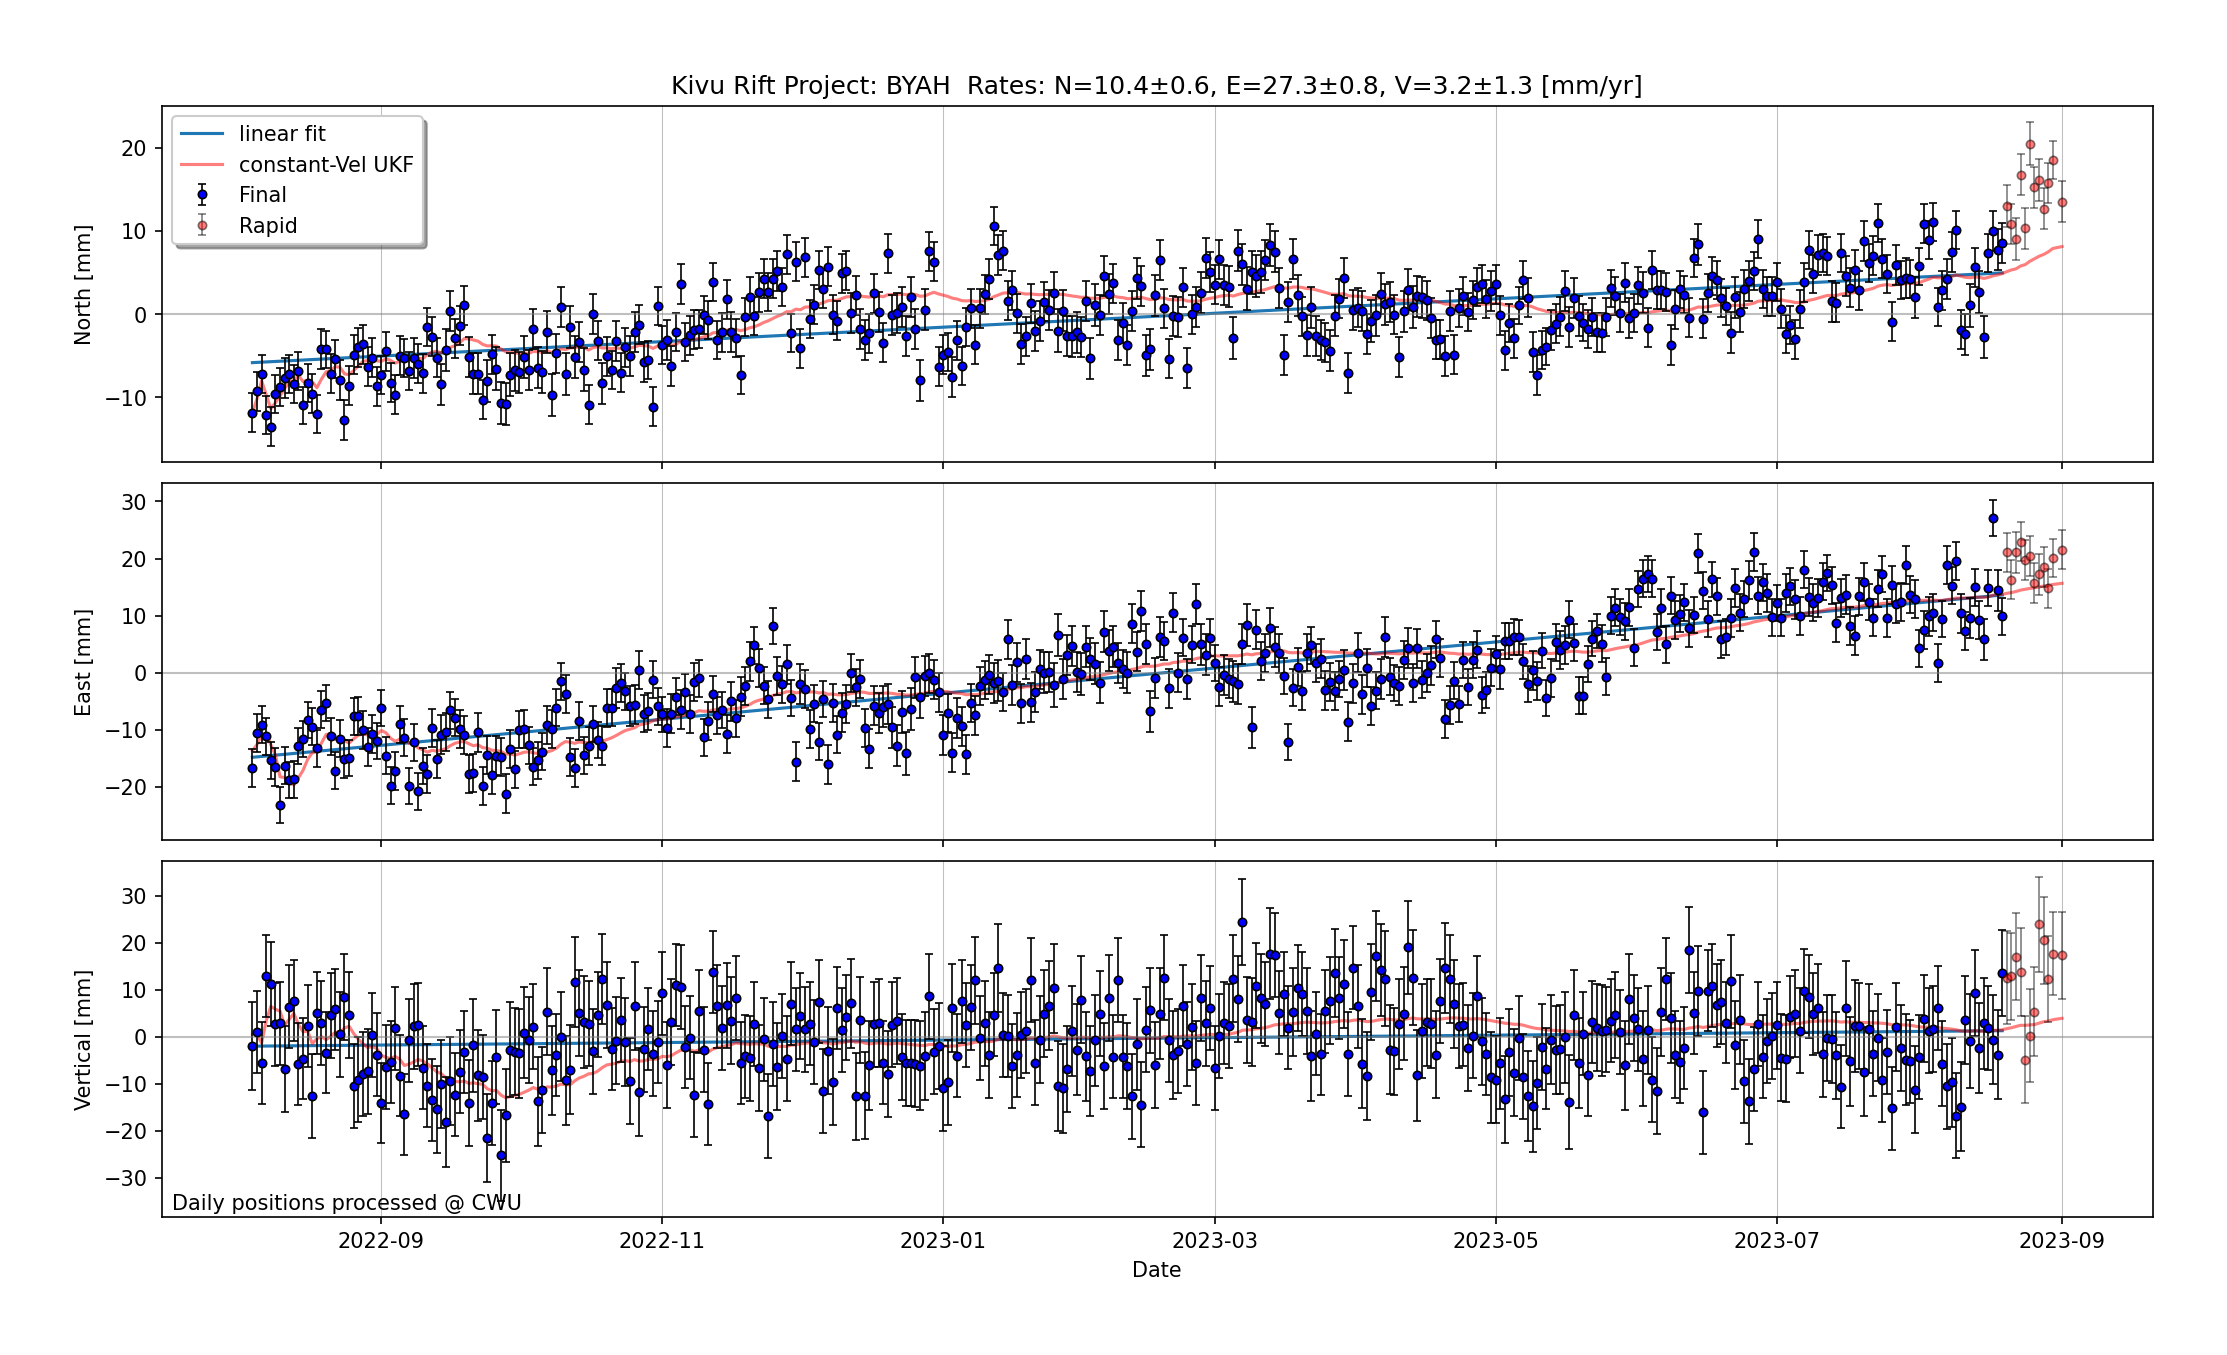 Kivu Rift Project: BYAH  Rates: N=10.4±0.6, E=27.3±0.8, V=3.2±1.3 [mm/yr]
linear fit
constant-Vel UKF
Final
Rapid
North [mm]
20
10
0
−10
East [mm]
30
20
10
0
−10
−20
Vertical [mm]
30
20
10
0
−10
−20
−30
Daily positions processed @ CWU
2022-09 2022-11 2023-01 2023-03 2023-05 2023-07 2023-09
Date